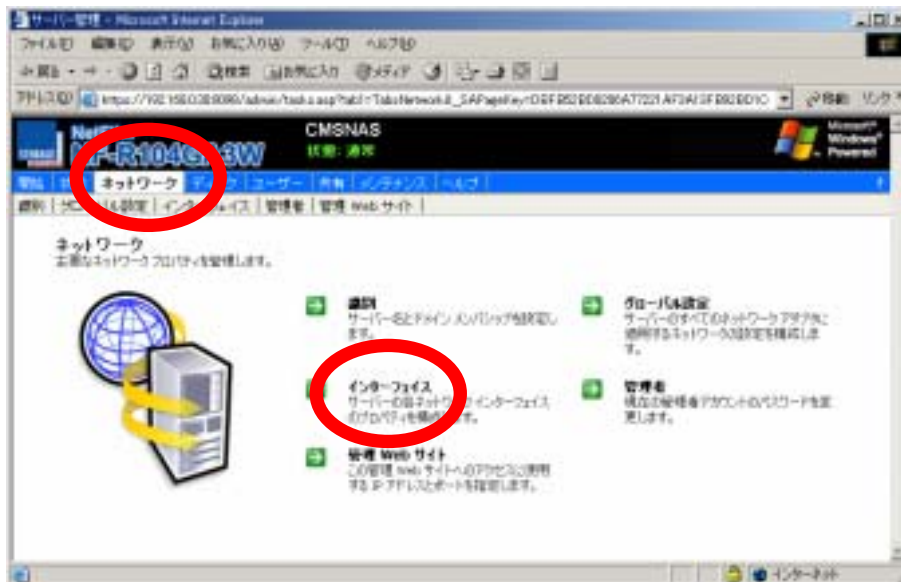 サーバー管理 - Microsoft Internet Explorer
ファイル(F) 編集(E) 表示(V) お気に入り(A) ツール(T) ヘルプ(H)
戻る 検索 お気に入り メディア
アドレス(D) 移動 リンク
CMSNAS
NF-R104G
3W
状態: 正常
Microsoft
Windows
Powered
開始 ネットワーク ディスク ユーザー 共有 メンテナンス ヘルプ
識別 インターフェイス 管理者 管理 Web サイト
ネットワーク
主要なネットワーク プロパティを管理します。
識別
サーバー名とドメイン メンバシップを設定し
ます。
グローバル設定
サーバーのすべてのネットワーク アダプタに
適用するネットワークの設定を構成しま
す。
インターフェイス
サーバーの各ネットワーク インターフェイス
のプロパティを構成します。
管理者
現在の管理者アカウントのパスワードを変
更します。
管理 Web サイト
この管理 Web サイトへのアクセスに使用
する IP アドレスとポートを指定します。
インターネット